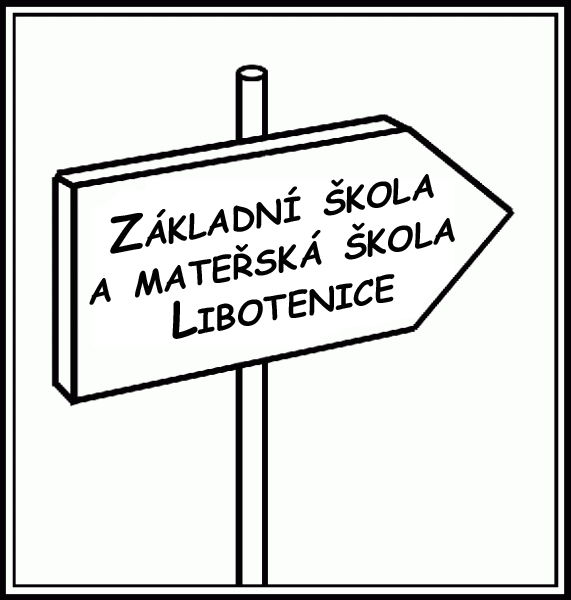 Základní škola
a mateřská škola
Libotenice